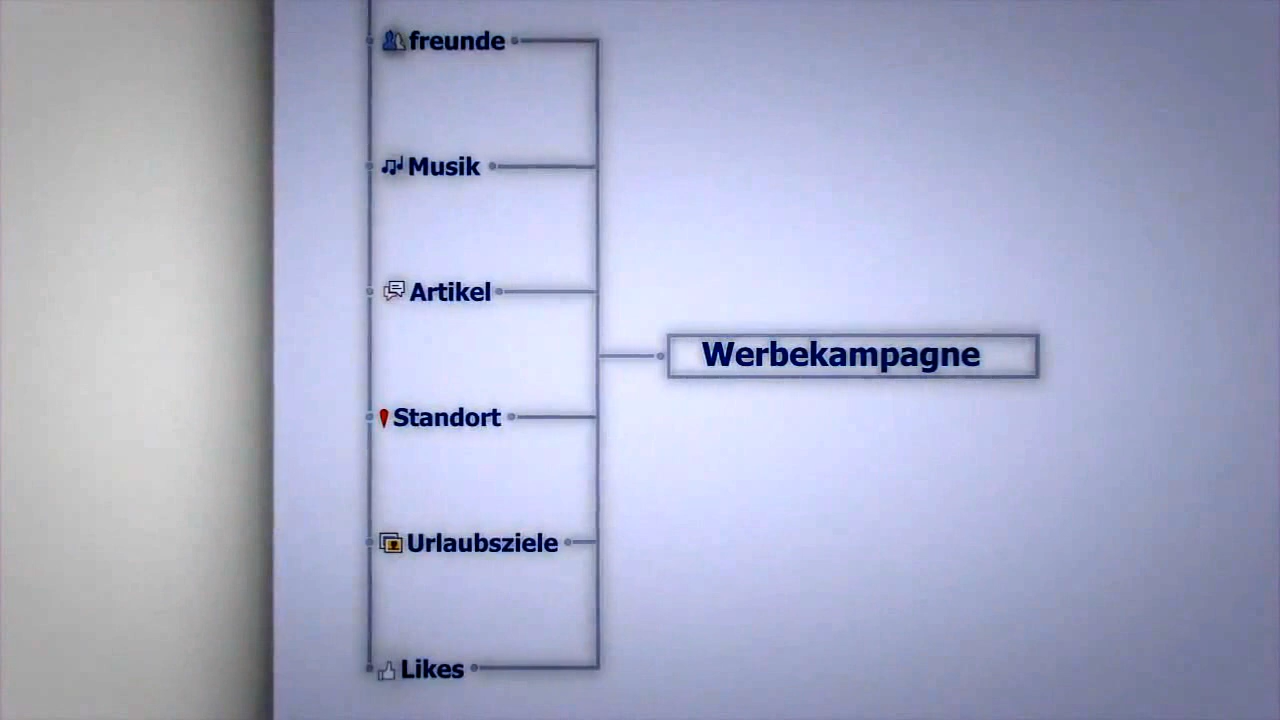 freunde
Musik
Artikel
Werbekampagne
Standort
Urlaubsziele
Likes